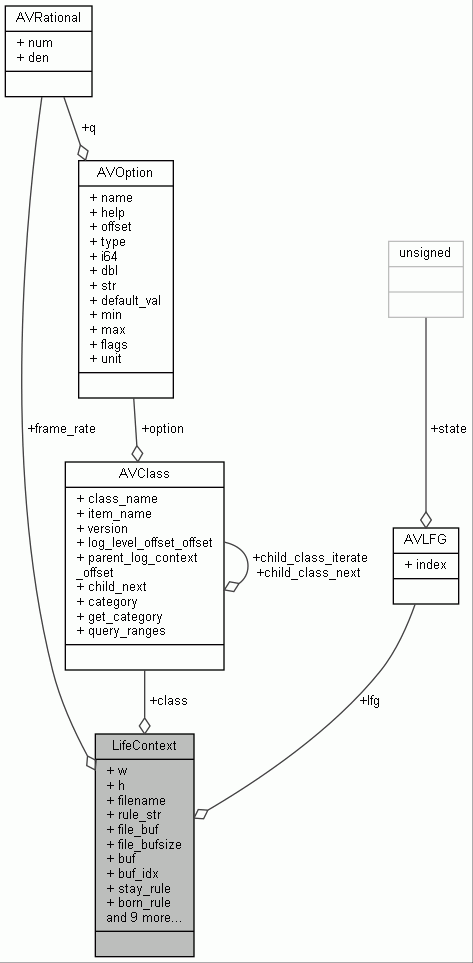 AVRational
+ num
+ den
+q
AVOption
+ name
+ help
+ offset
+ type
+ i64
+ dbl
+ str
+ default_val
+ min
+ max
+ flags
+ unit
unsigned
+frame_rate
+option
+state
AVClass
+ class_name
+ item_name
+ version
+ log_level_offset_offset
+ parent_log_context
_offset
+ child_next
+ category
+ get_category
+ query_ranges
+child_class_iterate
+child_class_next
AVLFG
+ index
+class
+lfg
LifeContext
+ w
+ h
+ filename
+ rule_str
+ file_buf
+ file_bufsize
+ buf
+ buf_idx
+ stay_rule
+ born_rule
and 9 more...